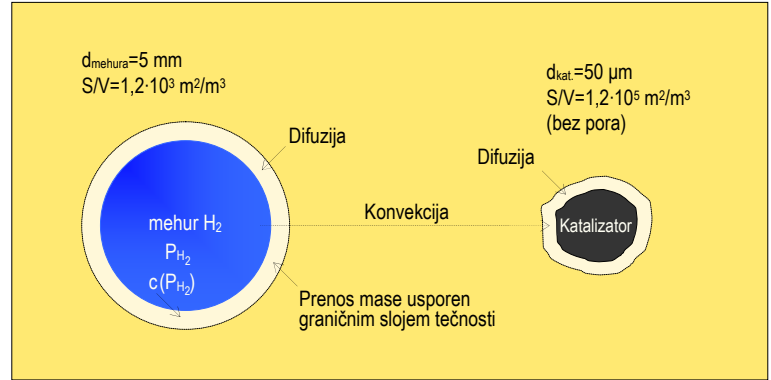 dmehura=5 mm
S/V=1,2·10³ m²/m³
dkat.=50 µm
S/V=1,2·10⁵ m²/m³
(bez pora)
Difuzija
Difuzija
Konvekcija
mehur H₂
PH₂
c(PH₂)
Katalizator
Prenos mase usporen
graničnim slojem tečnosti